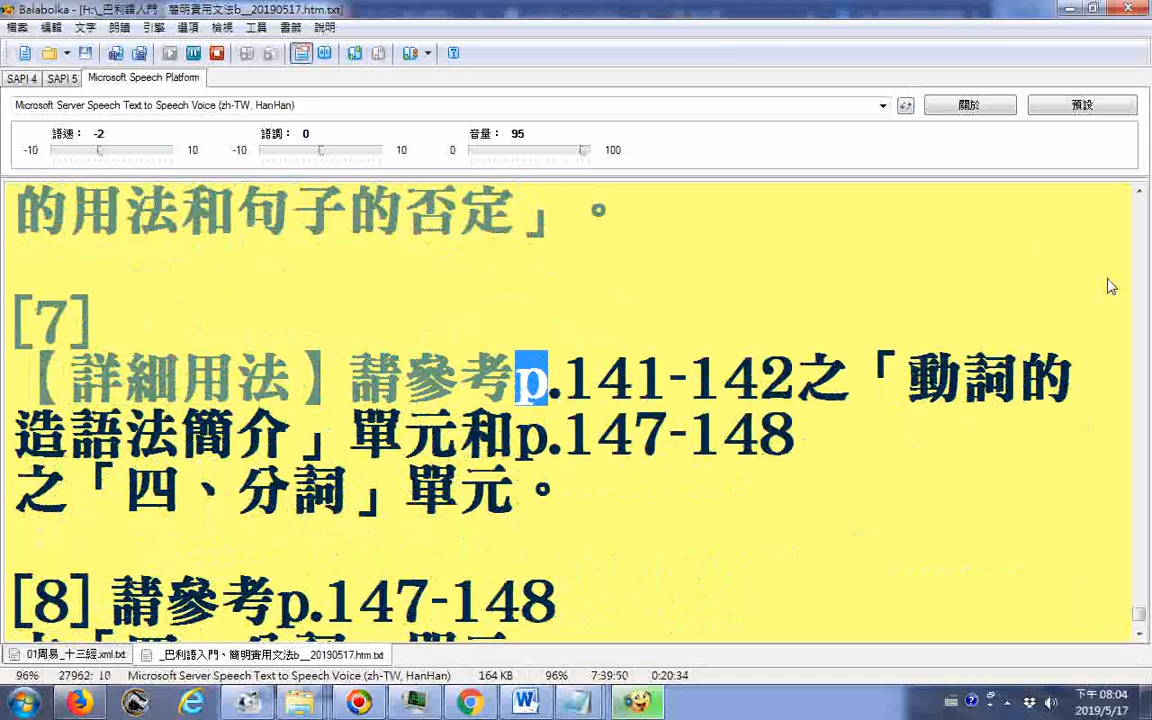 Balabolka - [H:\_巴利語入門、簡明實用文法b__20190517.htm.txt]
檔案 編輯 文字 朗讀 引擎 選項 檢視 工具 書籤 說明
SAPI 4 SAPI 5 Microsoft Speech Platform
Microsoft Server Speech Text to Speech Voice (zh-TW, HanHan) 關於 預設
語速： -2 語調： 0 音量： 95
-10 10 -10 10 0 100
的用法和句子的否定」。
[7]
【詳細用法】請參考p.141-142之「動詞的
造語法簡介」單元和p.147-148
之「四、分詞」單元。
[8] 請參考p.147-148
之「四、分詞」單元
01周易_十三經.xml.txt _巴利語入門、簡明實用文法b__20190517.htm.txt
96% 27962: 10 Microsoft Server Speech Text to Speech Voice (zh-TW, HanHan) 164 KB 96% 7:39:50 0:20:34
下午 08:04
2019/5/17